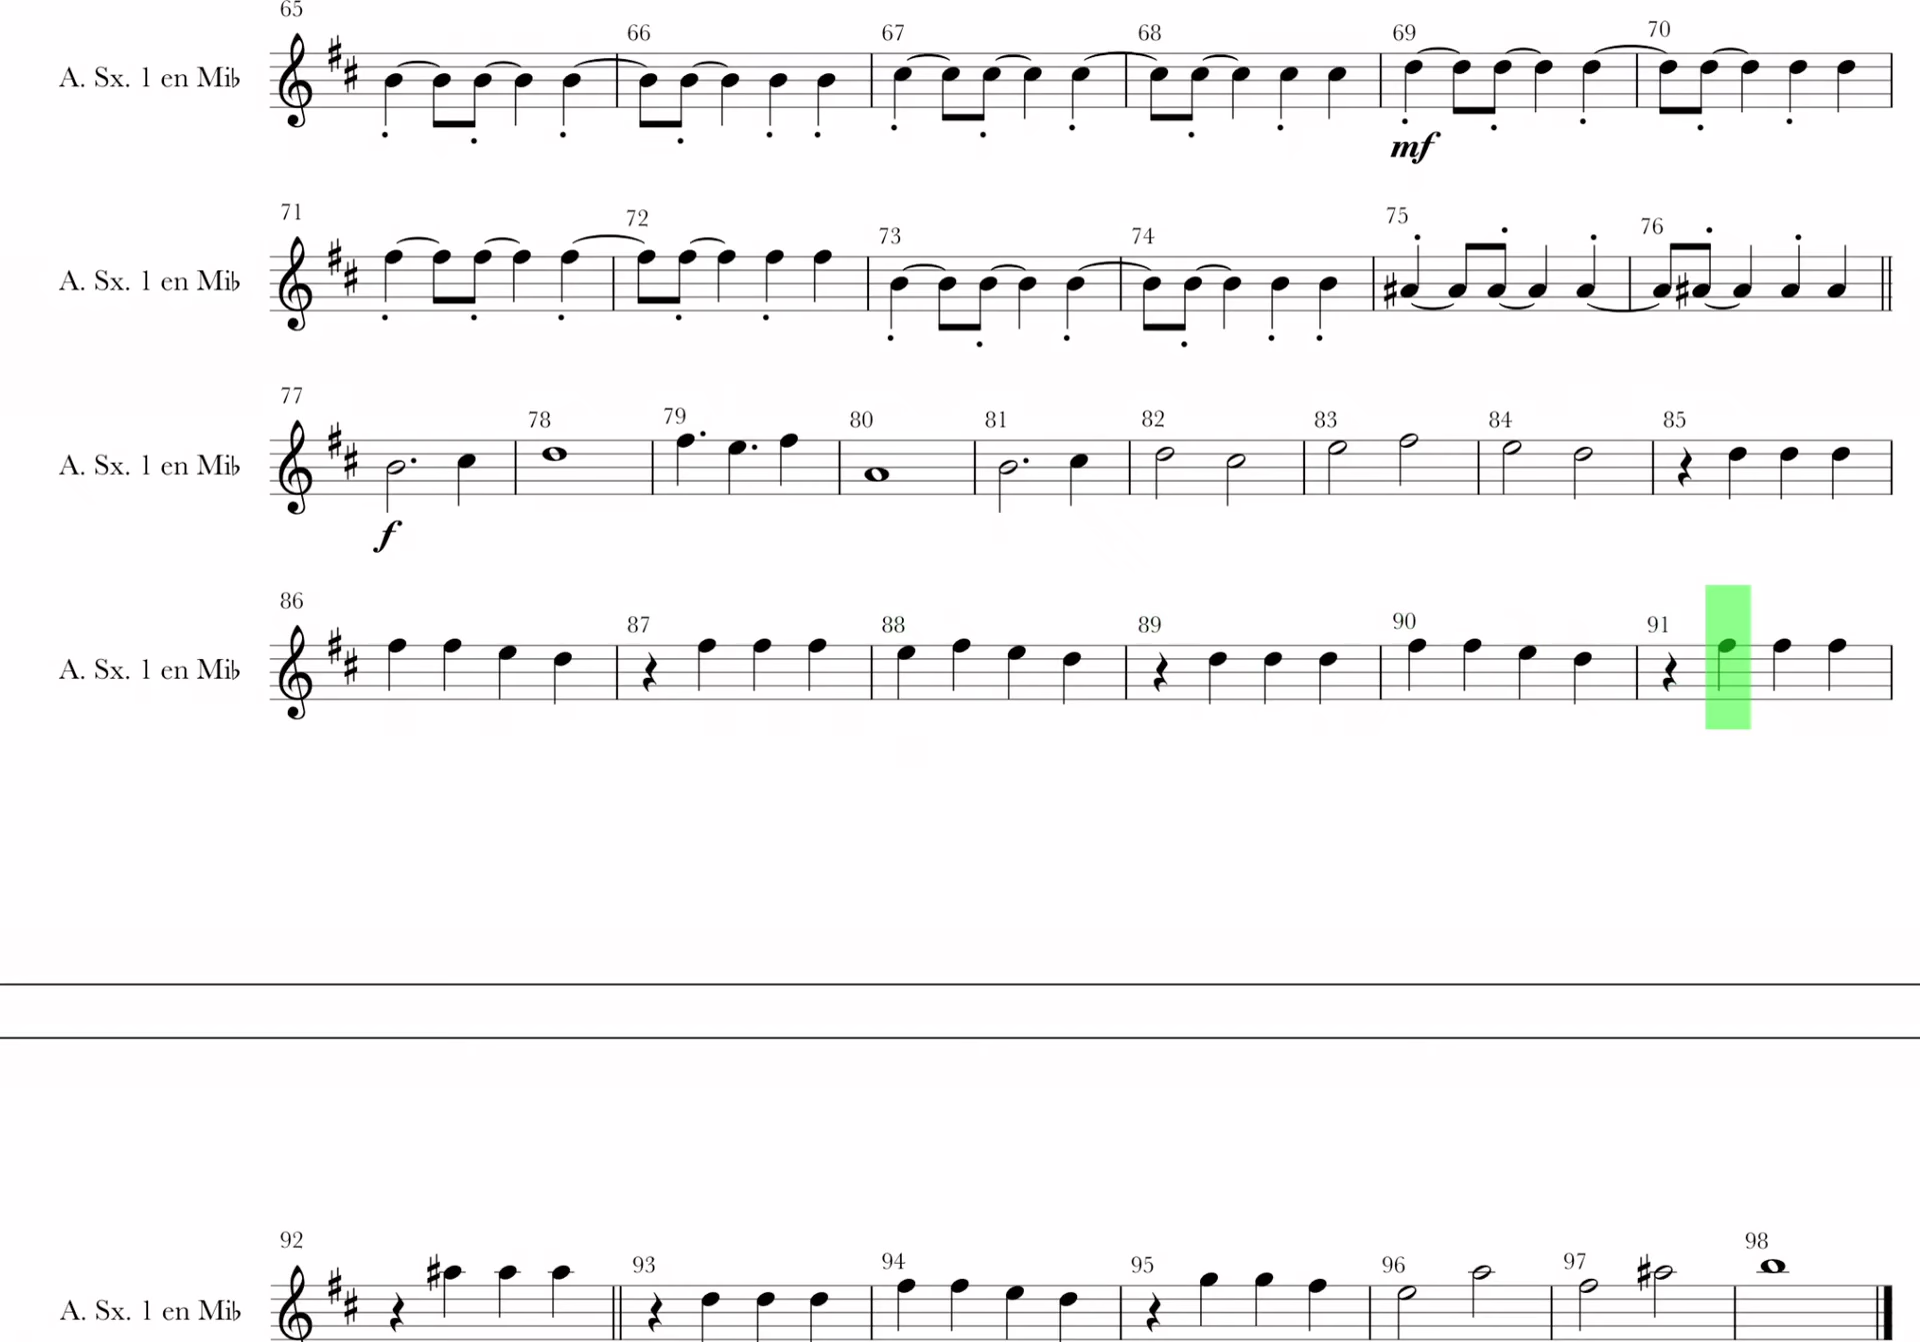 65 66 67 68 69 70
A. Sx. 1 en Mi♭
mf
71 72 73 74 75 76
A. Sx. 1 en Mi♭
77 78 79 80 81 82 83 84 85
A. Sx. 1 en Mi♭
f
86 87 88 89 90 91
A. Sx. 1 en Mi♭
92 93 94 95 96 97 98
A. Sx. 1 en Mi♭